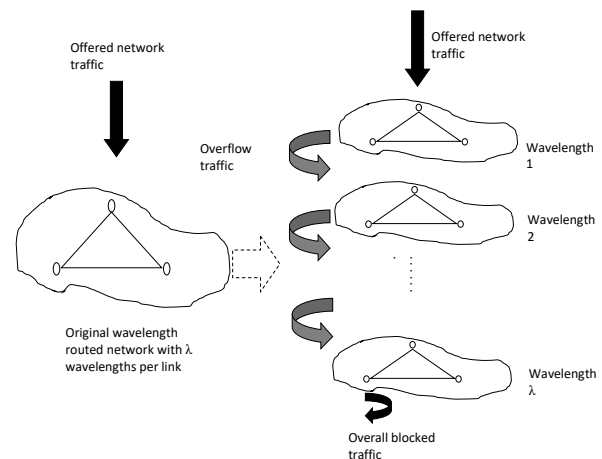 Offered network
traffic
Offered network
traffic
Overflow
traffic
Wavelength
1
Wavelength
2
Original wavelength
routed network with λ
wavelengths per link
Wavelength
λ
Overall blocked
traffic